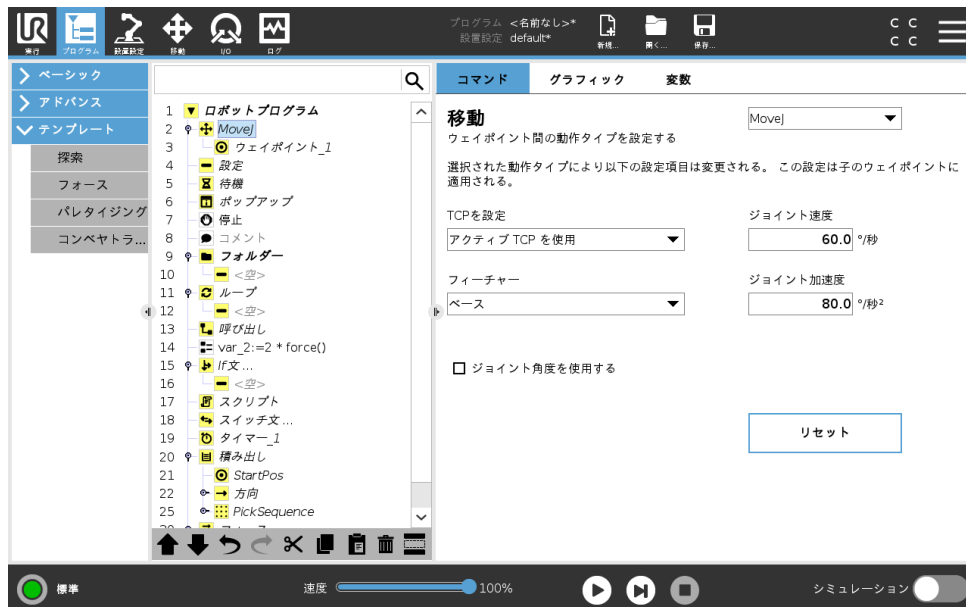 UR
実行
プログラム
設置設定
移動
I/O
ログ
プログラム <名前なし>*
設置設定 default*
新規...
開く...
保存...
C C
C C
ベーシック
アドバンス
テンプレート
探索
フォース
パレタイジング
コンベヤトラ...
1 ロボットプログラム
2 MoveJ
3 ウェイポイント_1
4 設定
5 待機
6 ポップアップ
7 停止
8 コメント
9 フォルダー
10 <空>
11 ループ
12 <空>
13 呼び出し
14 var_2:=2 * force()
15 If文 ...
16 <空>
17 スクリプト
18 スイッチ文 ...
19 タイマー_1
20 積み出し
21 StartPos
22 方向
25 PickSequence
コマンド
グラフィック
変数
移動
MoveJ
ウェイポイント間の動作タイプを設定する
選択された動作タイプにより以下の設定項目は変更される。 この設定は子のウェイポイントに
適用される。
TCPを設定
ジョイント速度
アクティブ TCP を使用
60.0 °/秒
フィーチャー
ジョイント加速度
ベース
80.0 °/秒²
ジョイント角度を使用する
リセット
標準
速度
100%
シミュレーション